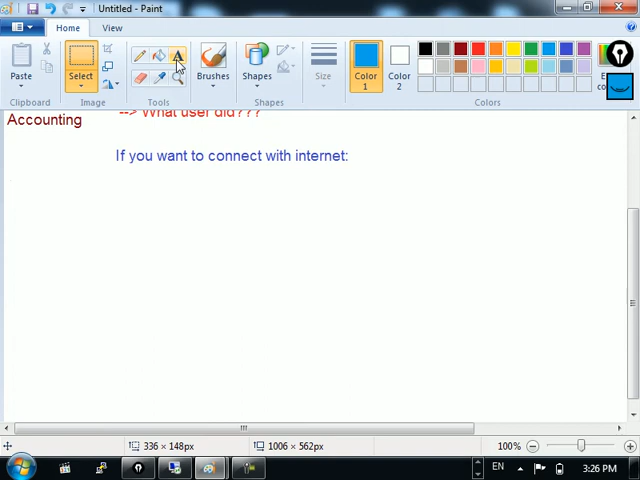 Untitled - Paint
Home
View
Paste
Select
Brushes
Shapes
Size
Color
1
Color
2
E
Clipboard
Image
Tools
Shapes
Colors
--> What user did???
Accounting
If you want to connect with internet:
336 × 148px
1006 × 562px
100%
EN
3:26 PM